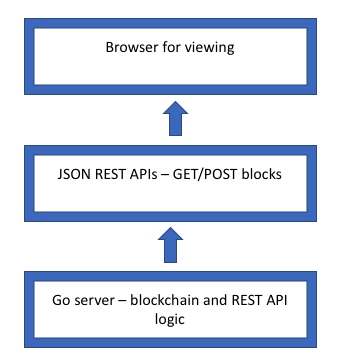 Browser for viewing
JSON REST APIs – GET/POST blocks
Go server – blockchain and REST API
logic